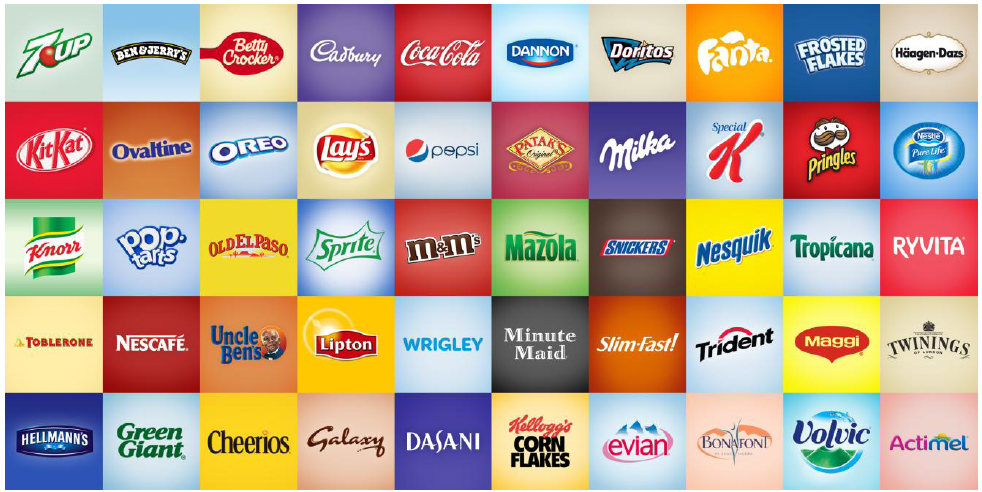 7UP
BEN & JERRY'S
Betty
Crocker®
Cadbury
Coca-Cola
DANNON
Doritos
Fanta
FROSTED
FLAKES
Häagen-Dazs
KitKat
Ovaltine
OREO
Lay's
pepsi
PATAK'S
Original
Milka
Special
K
Pringles
Nestlé
Pure Life
Knorr
POP•
tarts
OLD EL PASO
Sprite
m&m's
Mazola
SNICKERS
Nesquik
Tropicana
RYVITA
TOBLERONE
NESCAFÉ
Uncle
Ben's
Lipton
WRIGLEY
Minute
Maid
Slim•Fast!
Trident
Maggi
TWININGS
OF LONDON
HELLMANN'S
Green
Giant
Cheerios
Galaxy
DASANI
Kellogg's
CORN
FLAKES
evian
BONAFONT
Volvic
Actimel